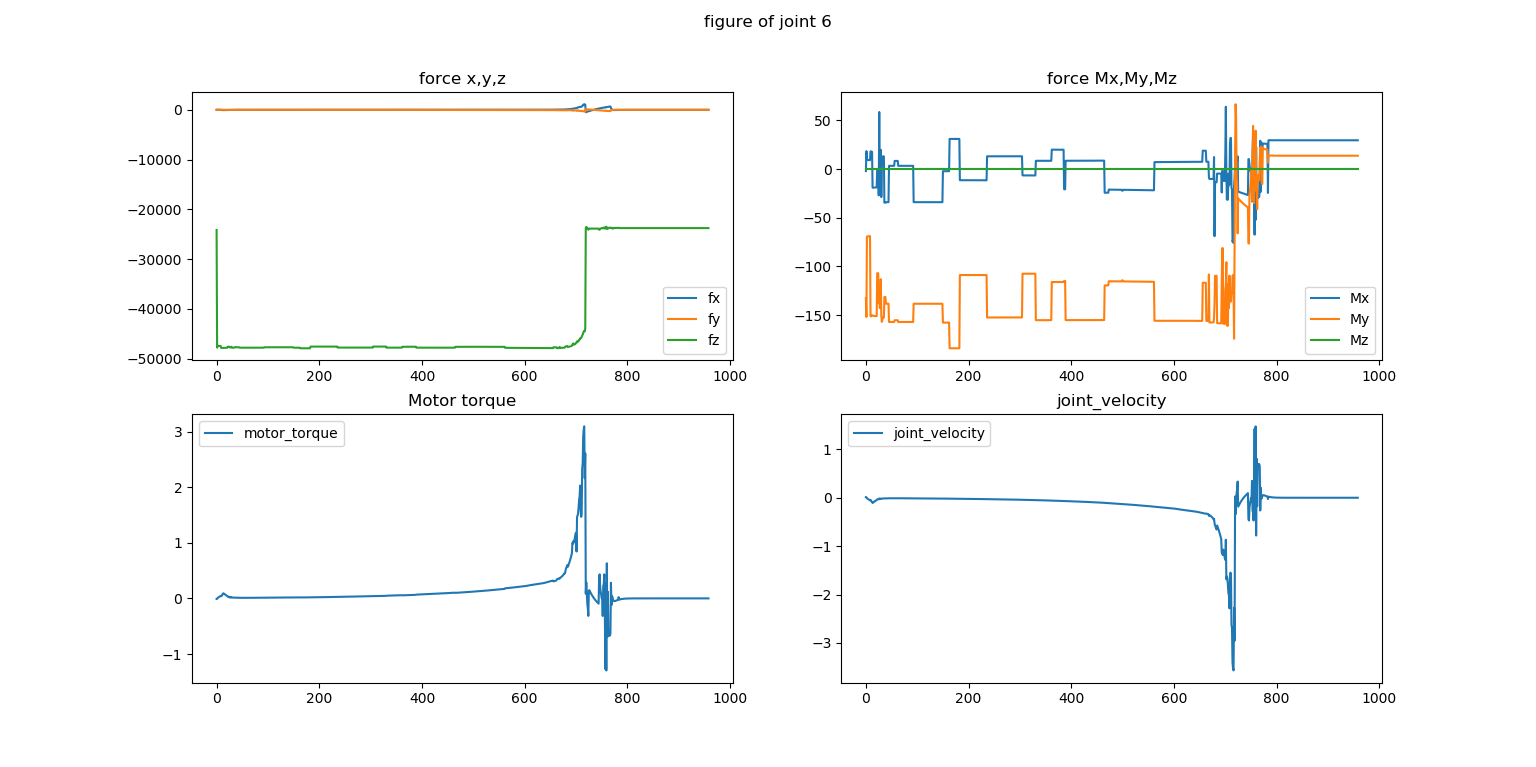 figure of joint 6
force x,y,z
0
−10000
−20000
−30000
−40000
−50000
0 200 400 600 800 1000
fx
fy
fz
force Mx,My,Mz
50
0
−50
−100
−150
0 200 400 600 800 1000
Mx
My
Mz
Motor torque
motor_torque
3
2
1
0
−1
0 200 400 600 800 1000
joint_velocity
joint_velocity
1
0
−1
−2
−3
0 200 400 600 800 1000